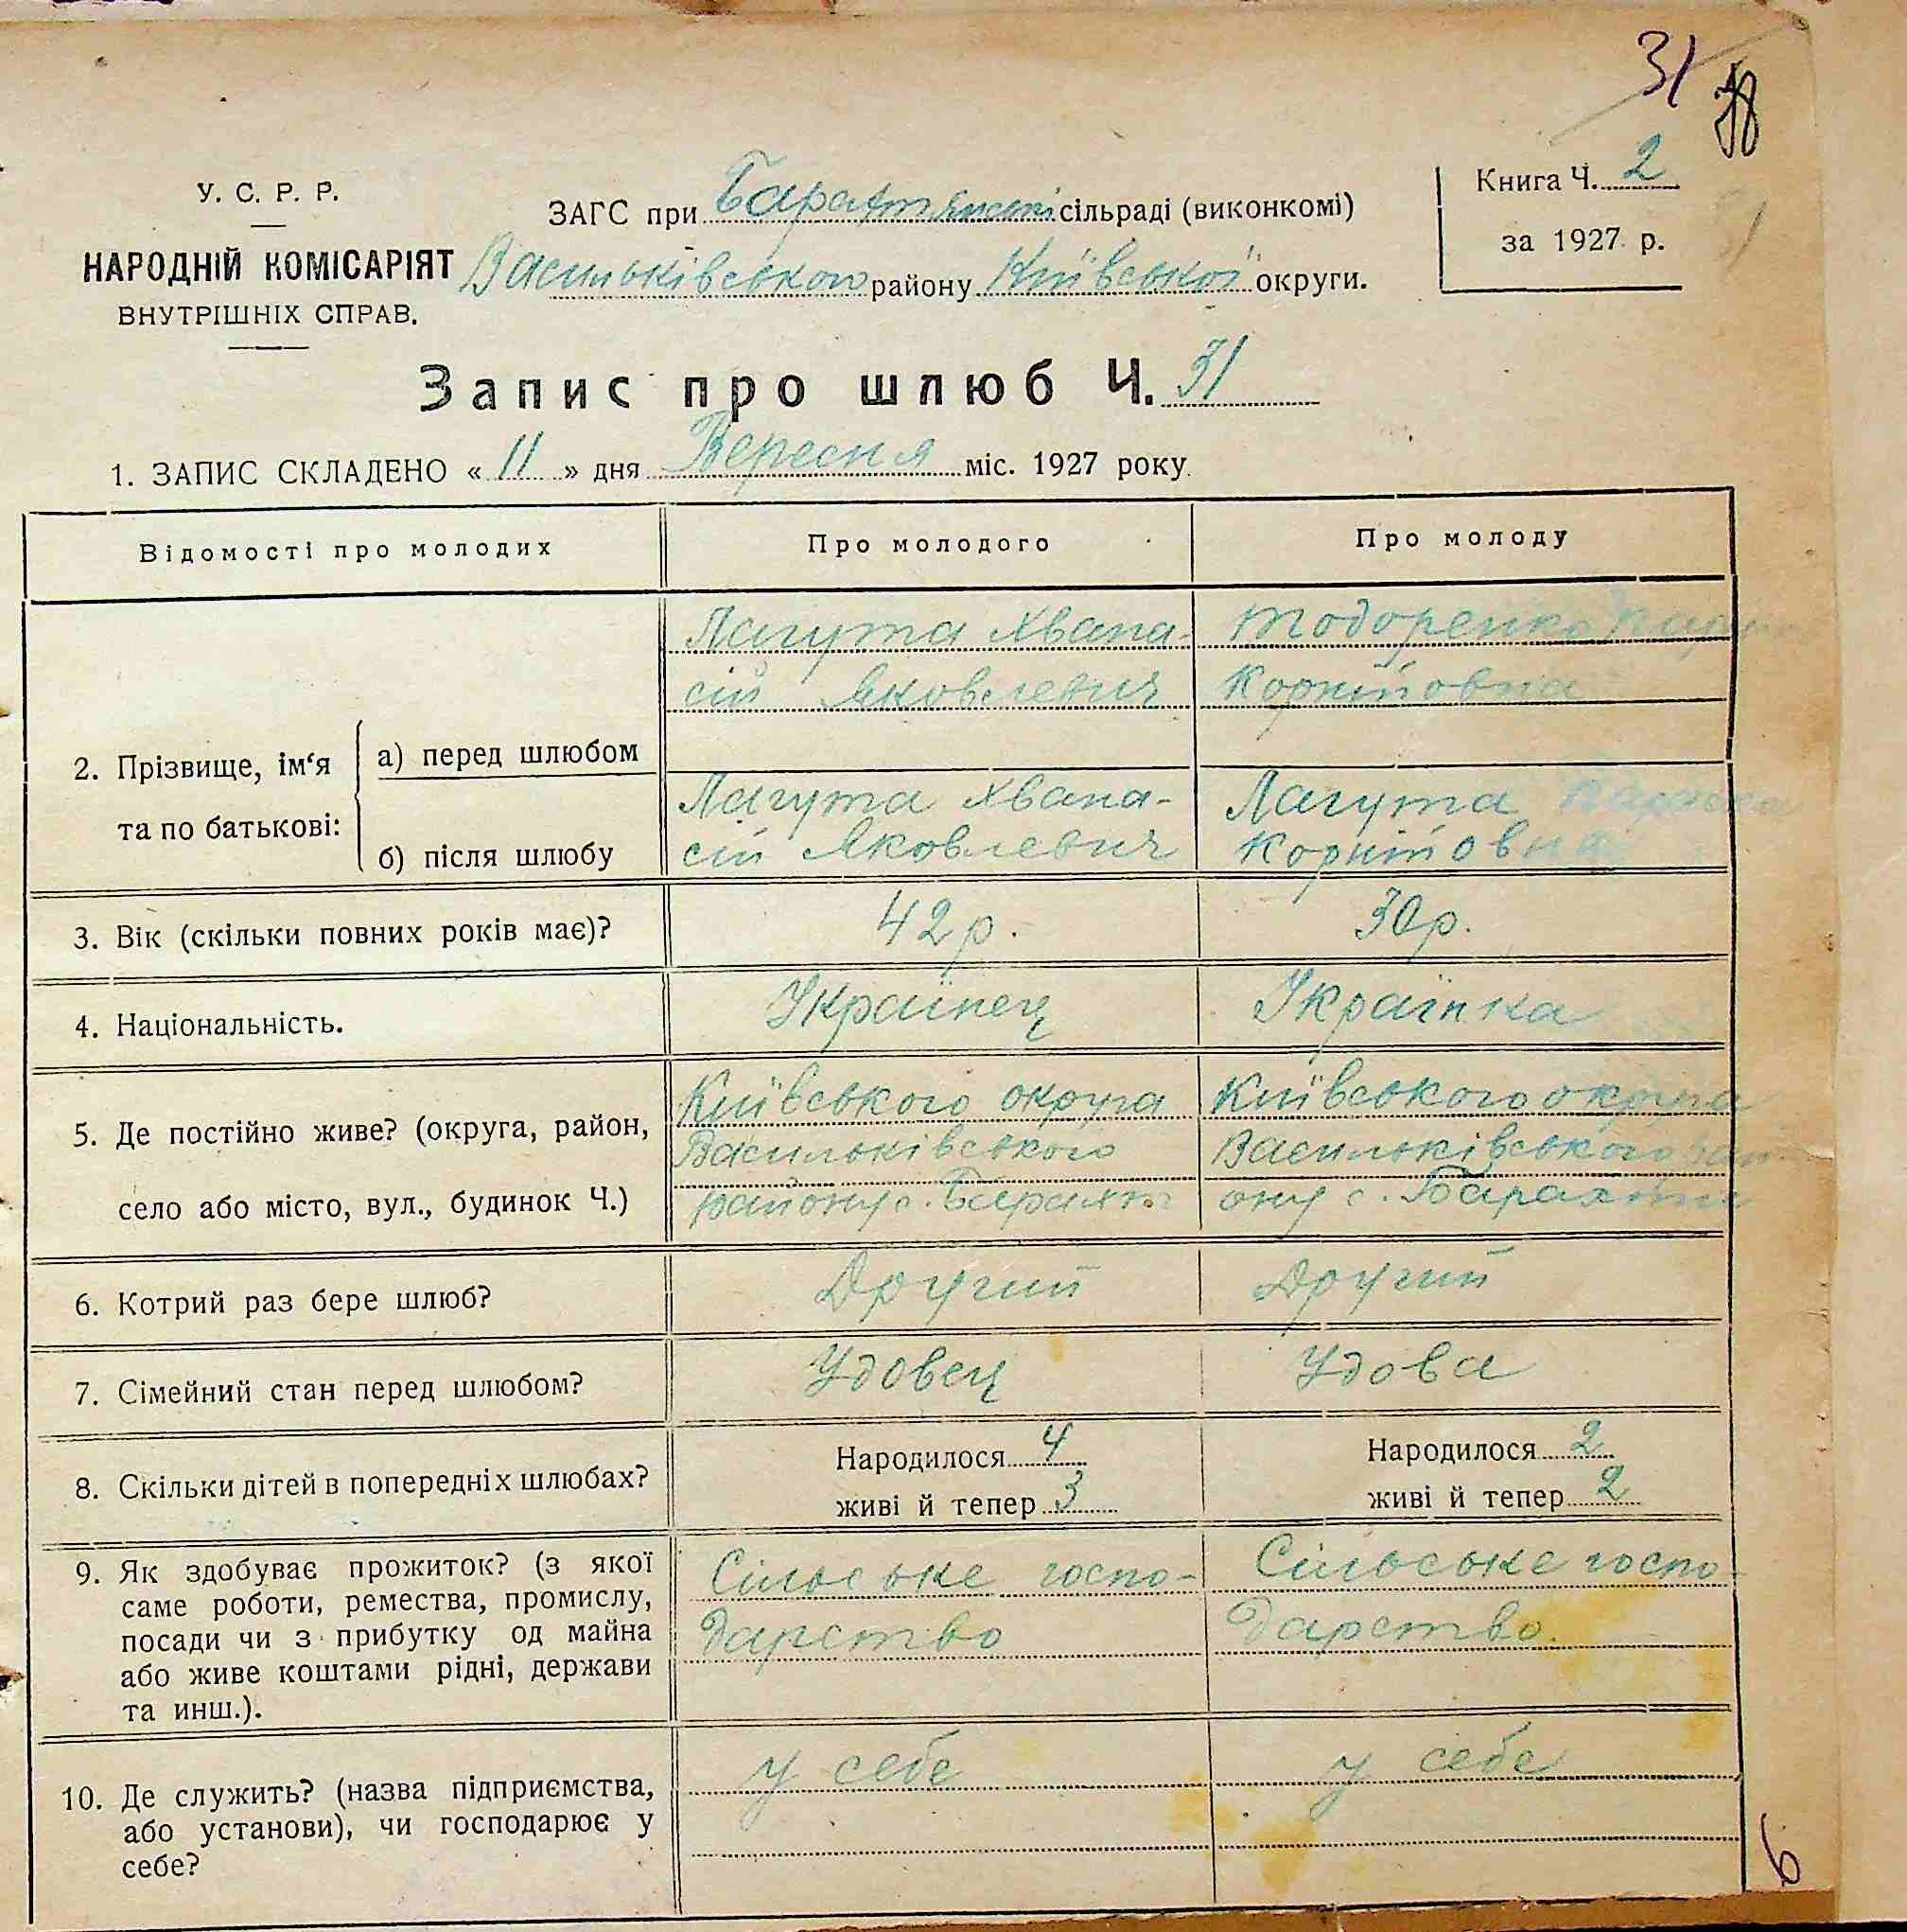 31
У. С. Р. Р.
НАРОДНІЙ КОМІСАРІЯТ
ВНУТРІШНІХ СПРАВ.
ЗАГС при сільраді (виконкомі)
Васильківського району Київської округи.
Книга Ч. 2
за 1927 р.
Запис про шлюб Ч. 31
1. ЗАПИС СКЛАДЕНО « 11 » дня Вересня міс. 1927 року.
Відомості про молодих Про молодого Про молоду
2. Прізвище, ім‘я та по батькові:
а) перед шлюбом
Лагута Хвана-
сій Яковлевич
Тодоренко
б) після шлюбу
Лагута Хвана-
сій Яковлевич
Лагута
3. Вік (скільки повних років має)? 42 р. 30 р.
4. Національність. Українец Українка
5. Де постійно живе? (округа, район,
село або місто, вул., будинок Ч.)
Київського округа
Васильківського
району с.
Київського округа
Васильківського рай-
ону с.
6. Котрий раз бере шлюб? Другий Другий
7. Сімейний стан перед шлюбом? Удовец Удова
8. Скільки дітей в попередніх шлюбах?
Народилося 4
живі й тепер 3
Народилося 2
живі й тепер 2
9. Як здобуває прожиток? (з якої
саме роботи, ремества, промислу,
посади чи з прибутку од майна
або живе коштами рідні, держави
та инш.).
Сільське госпо-
дарство
Сільське госпо-
дарство.
10. Де служить? (назва підприємства,
або установи), чи господарює у
себе?
у себе
у себе
6